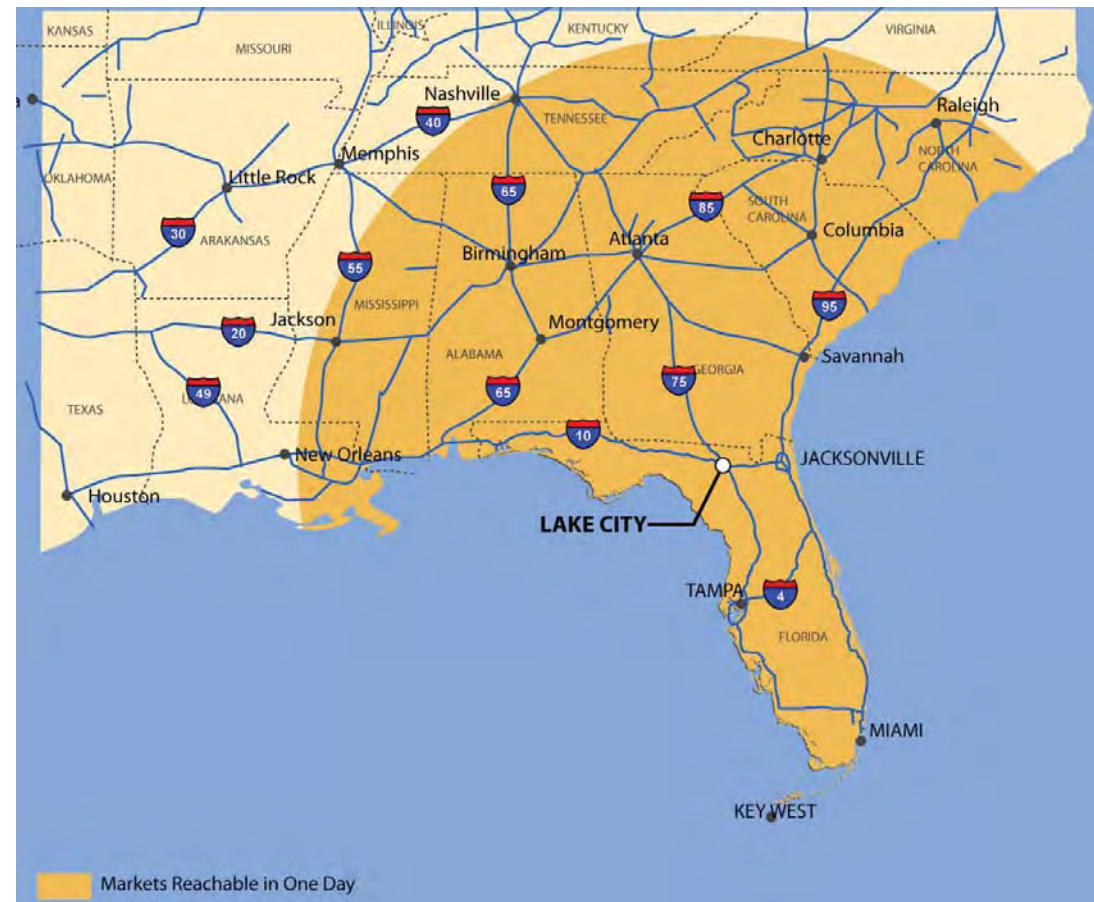 KANSAS
MISSOURI
ILLINOIS
KENTUCKY
VIRGINIA
a
Nashville
40
TENNESSEE
Raleigh
Charlotte
NORTH
CAROLINA
Memphis
OKLAHOMA
Little Rock
65
85
SOUTH
CAROLINA
30
ARAKANSAS
Columbia
Atlanta
Birmingham
55
MISSISSIPPI
95
Jackson
20
Montgomery
ALABAMA
Savannah
GEORGIA
75
49
65
TEXAS
10
New Orleans
JACKSONVILLE
Houston
LAKE CITY
TAMPA
4
FLORIDA
MIAMI
KEY WEST
Markets Reachable in One Day